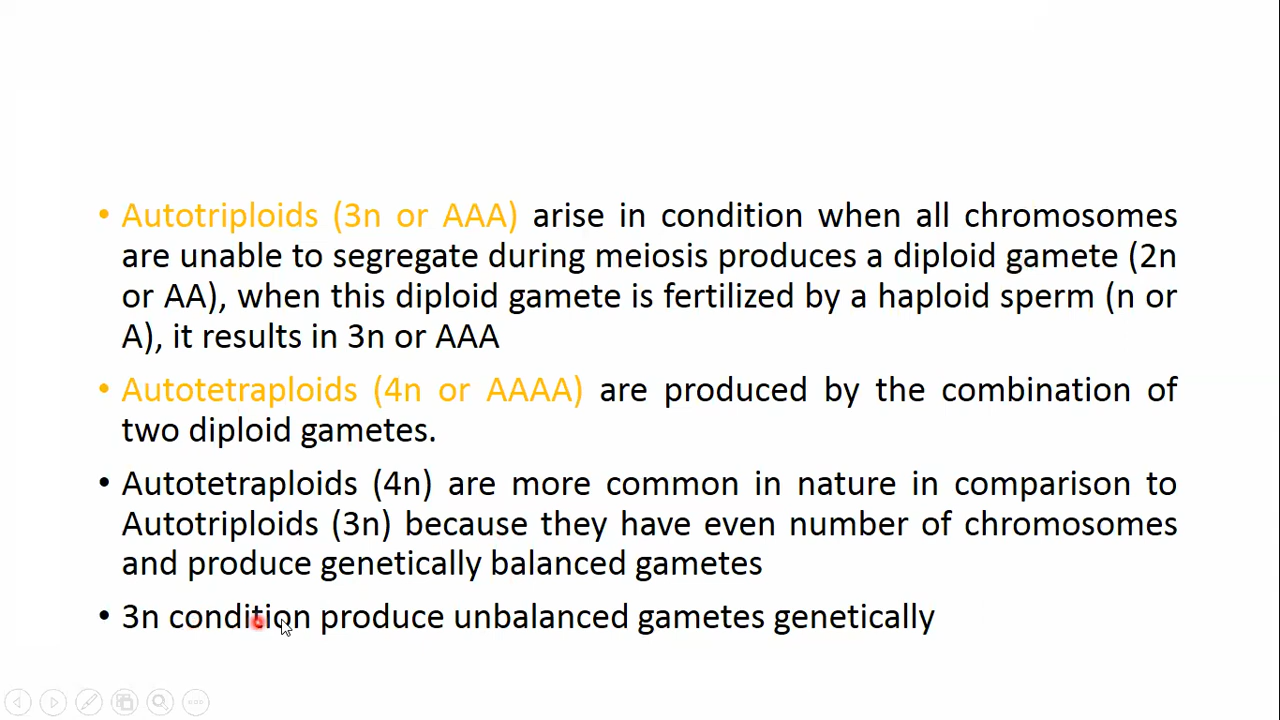 • Autotriploids (3n or AAA) arise in condition when all chromosomes
are unable to segregate during meiosis produces a diploid gamete (2n
or AA), when this diploid gamete is fertilized by a haploid sperm (n or
A), it results in 3n or AAA
• Autotetraploids (4n or AAAA) are produced by the combination of
two diploid gametes.
• Autotetraploids (4n) are more common in nature in comparison to
Autotriploids (3n) because they have even number of chromosomes
and produce genetically balanced gametes
• 3n condition produce unbalanced gametes genetically